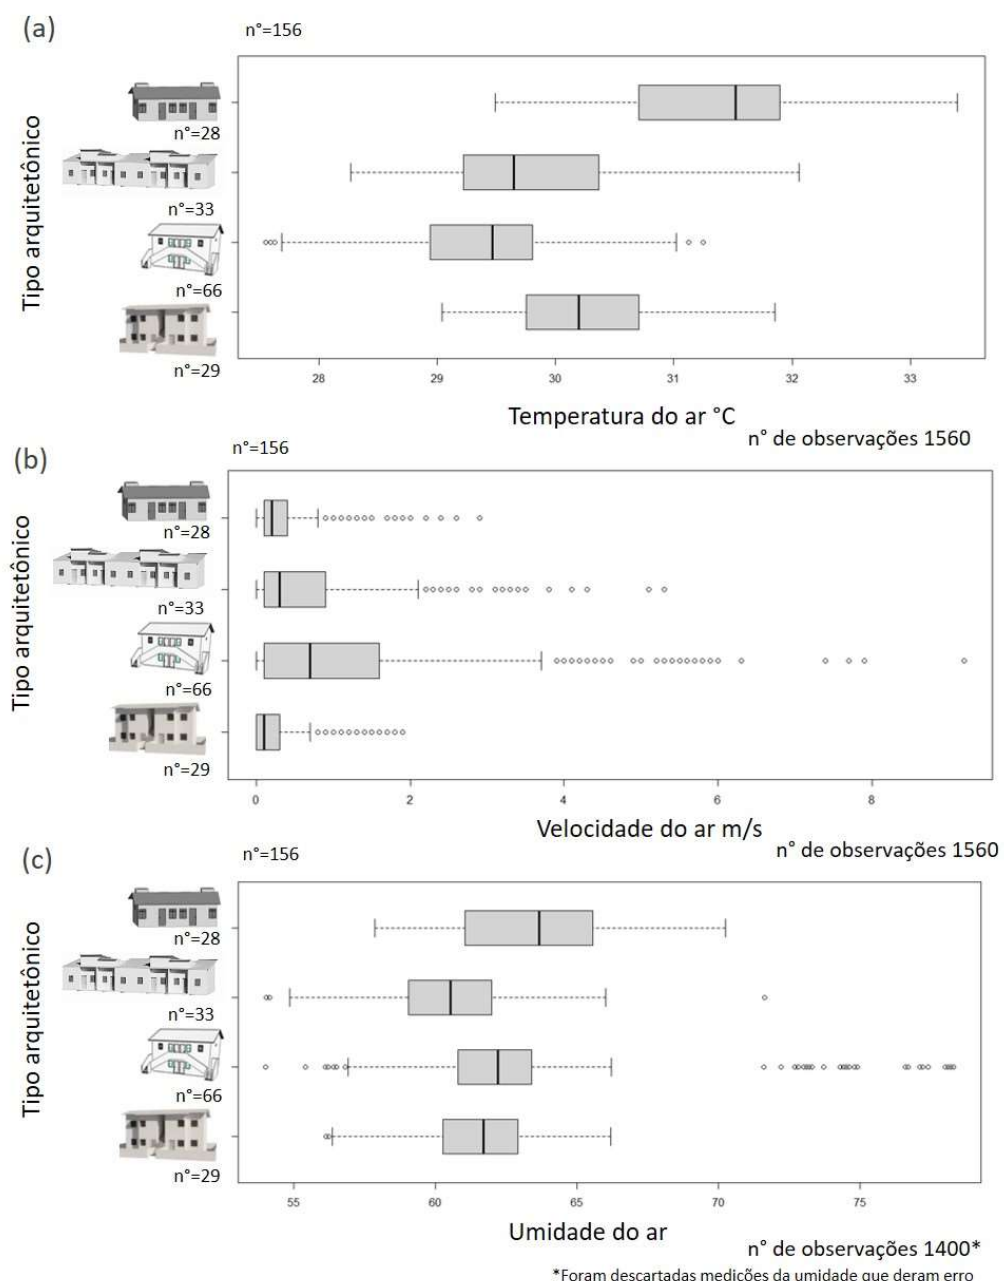 (a)
n°=156
Tipo arquitetônico
n°=28
n°=33
n°=66
n°=29
28 29 30 31 32 33
Temperatura do ar °C
n° de observações 1560
(b)
n°=156
Tipo arquitetônico
n°=28
n°=33
n°=66
n°=29
0 2 4 6 8
Velocidade do ar m/s
n° de observações 1560
(c)
n°=156
Tipo arquitetônico
n°=28
n°=33
n°=66
n°=29
55 60 65 70 75
Umidade do ar
n° de observações 1400*
*Foram descartadas medições da umidade que deram erro